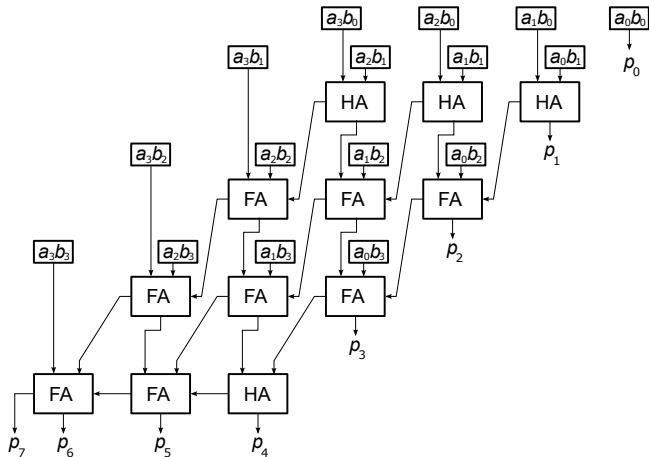 a₃b₀ a₂b₀ a₁b₀ a₀b₀
a₃b₁ a₂b₁ a₁b₁ a₀b₁
p₀
HA HA HA
a₃b₂ a₂b₂ a₁b₂ a₀b₂ p₁
FA FA FA
a₃b₃ a₂b₃ a₁b₃ a₀b₃ p₂
FA FA FA
p₃
FA FA HA
p₇ p₆ p₅ p₄